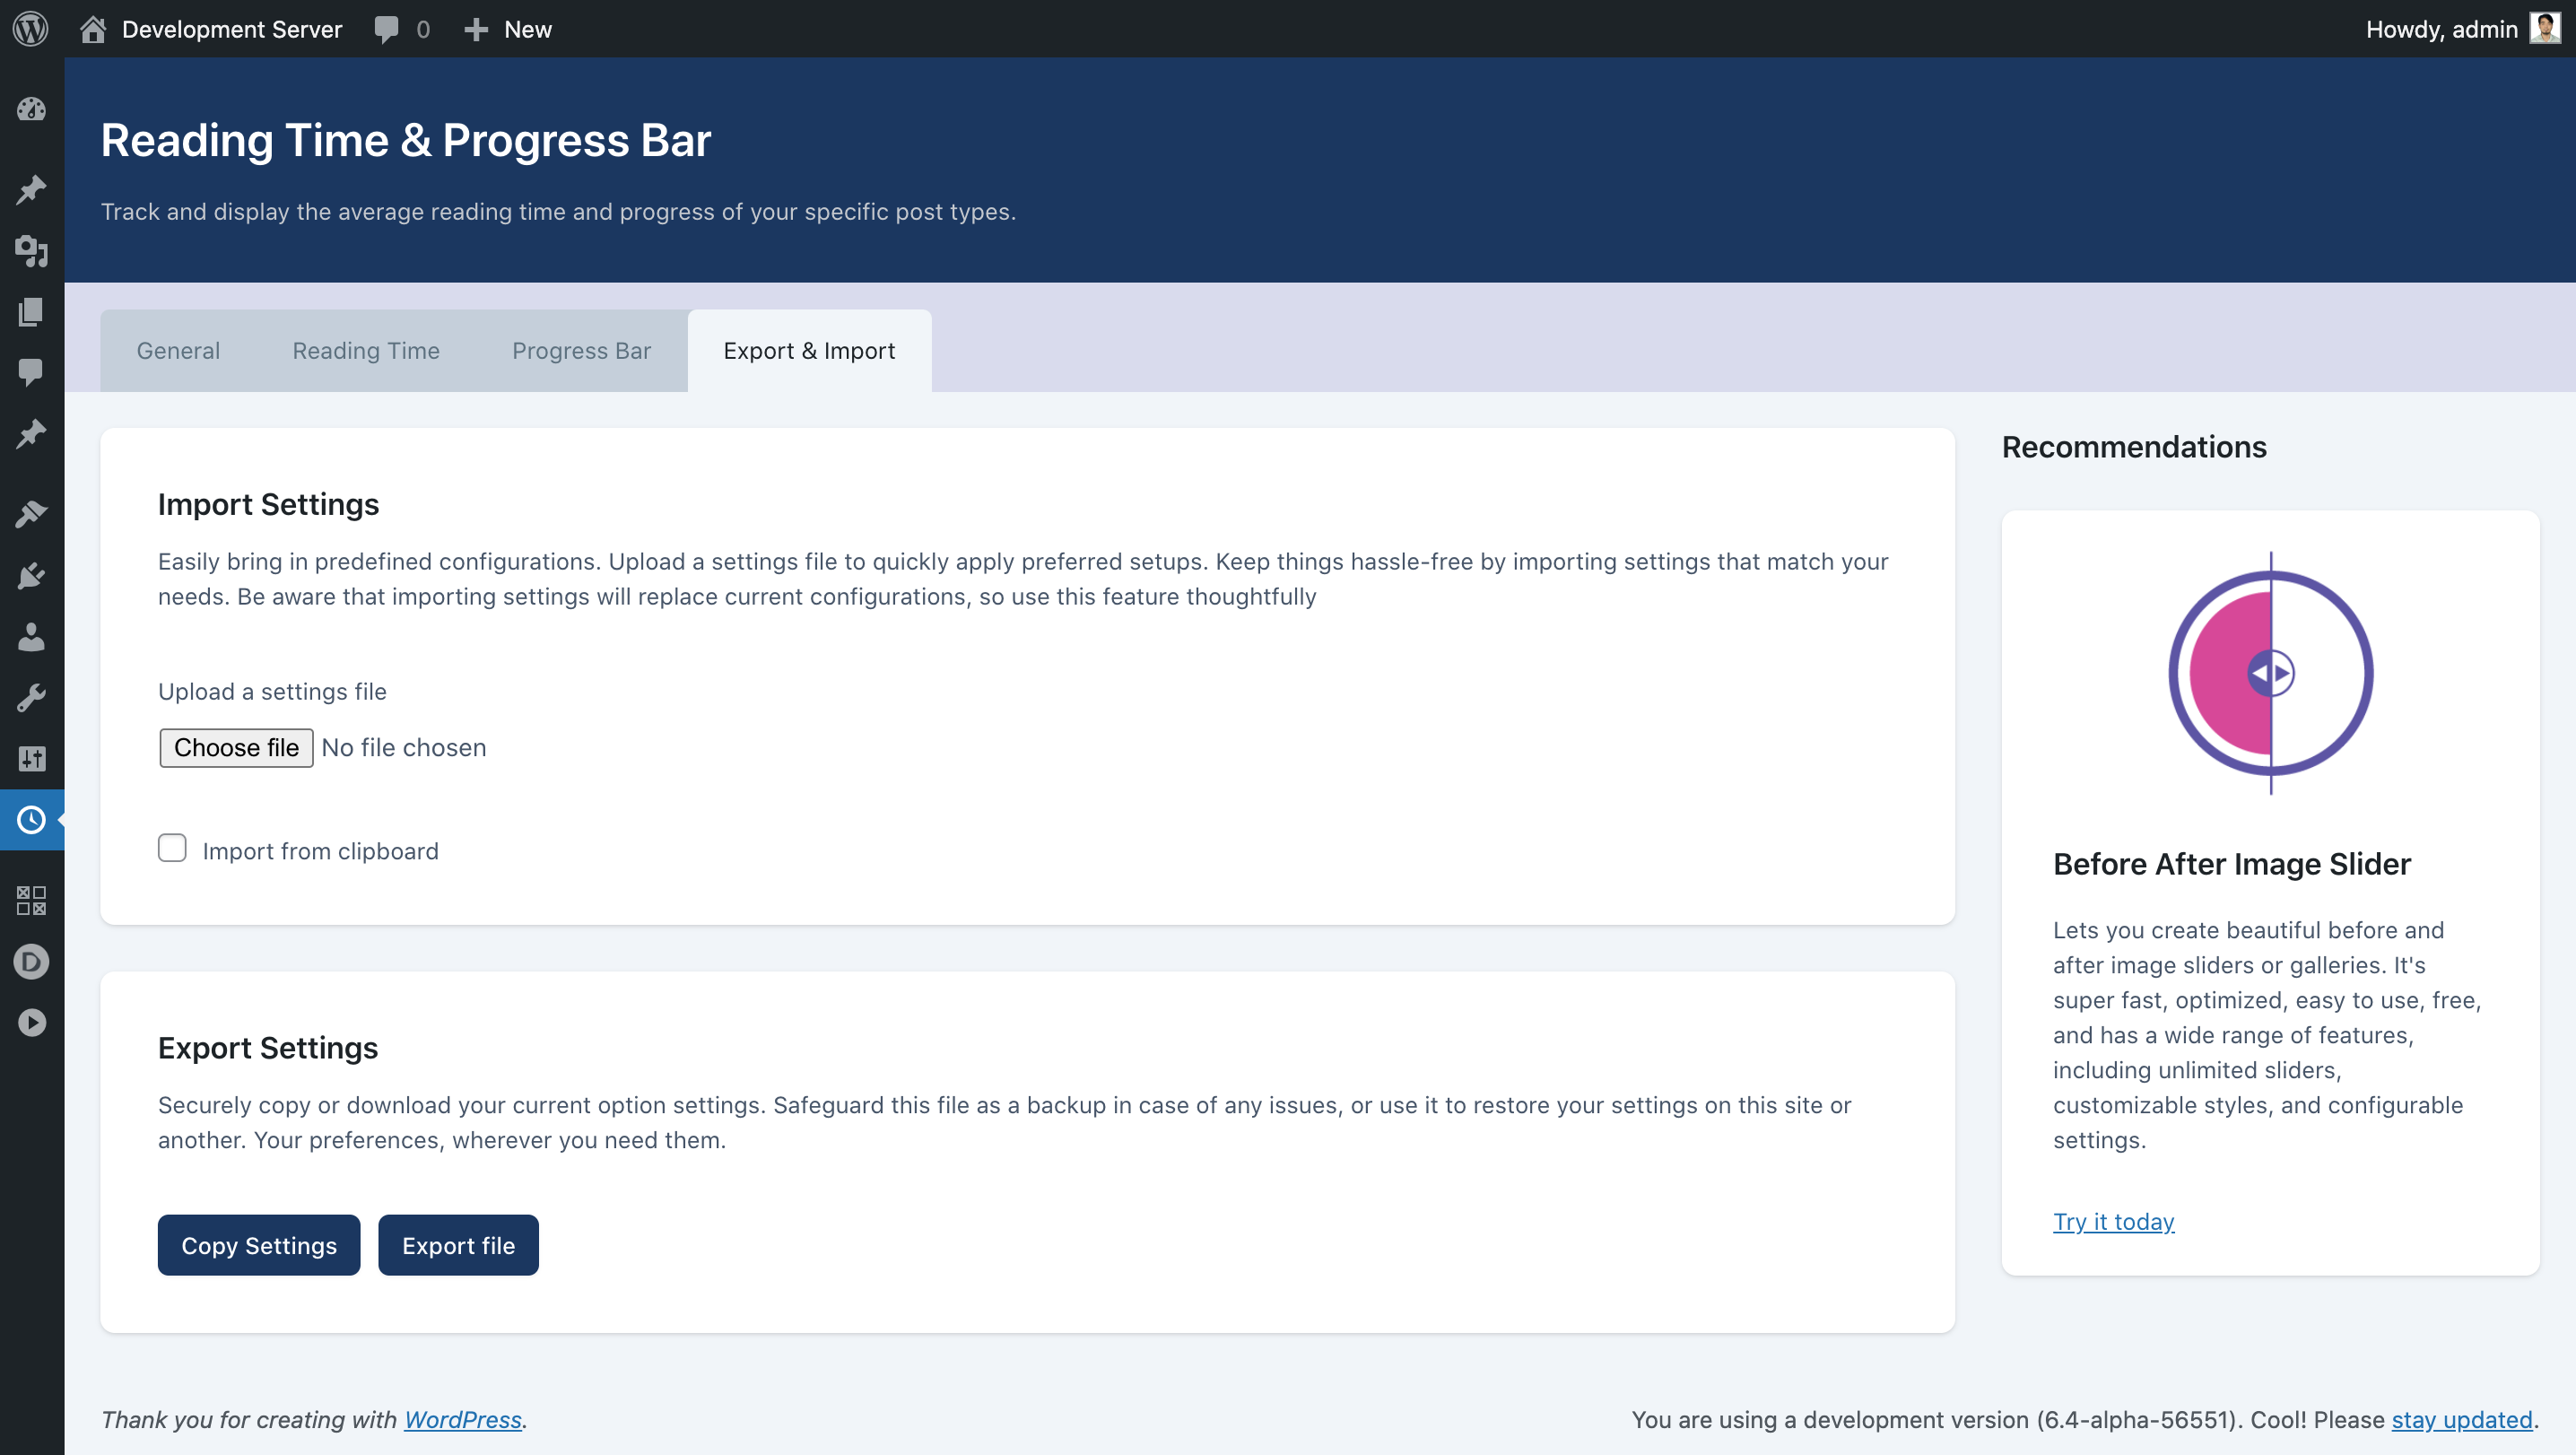 Development Server 0 New Howdy, admin
Reading Time & Progress Bar
Track and display the average reading time and progress of your specific post types.
General Reading Time Progress Bar Export & Import
Import Settings
Easily bring in predefined configurations. Upload a settings file to quickly apply preferred setups. Keep things hassle-free by importing settings that match your
needs. Be aware that importing settings will replace current configurations, so use this feature thoughtfully
Upload a settings file
Choose file No file chosen
Import from clipboard
Export Settings
Securely copy or download your current option settings. Safeguard this file as a backup in case of any issues, or use it to restore your settings on this site or
another. Your preferences, wherever you need them.
Copy Settings Export file
Recommendations
Before After Image Slider
Lets you create beautiful before and
after image sliders or galleries. It's
super fast, optimized, easy to use, free,
and has a wide range of features,
including unlimited sliders,
customizable styles, and configurable
settings.
Try it today
Thank you for creating with WordPress.
You are using a development version (6.4-alpha-56551). Cool! Please stay updated.